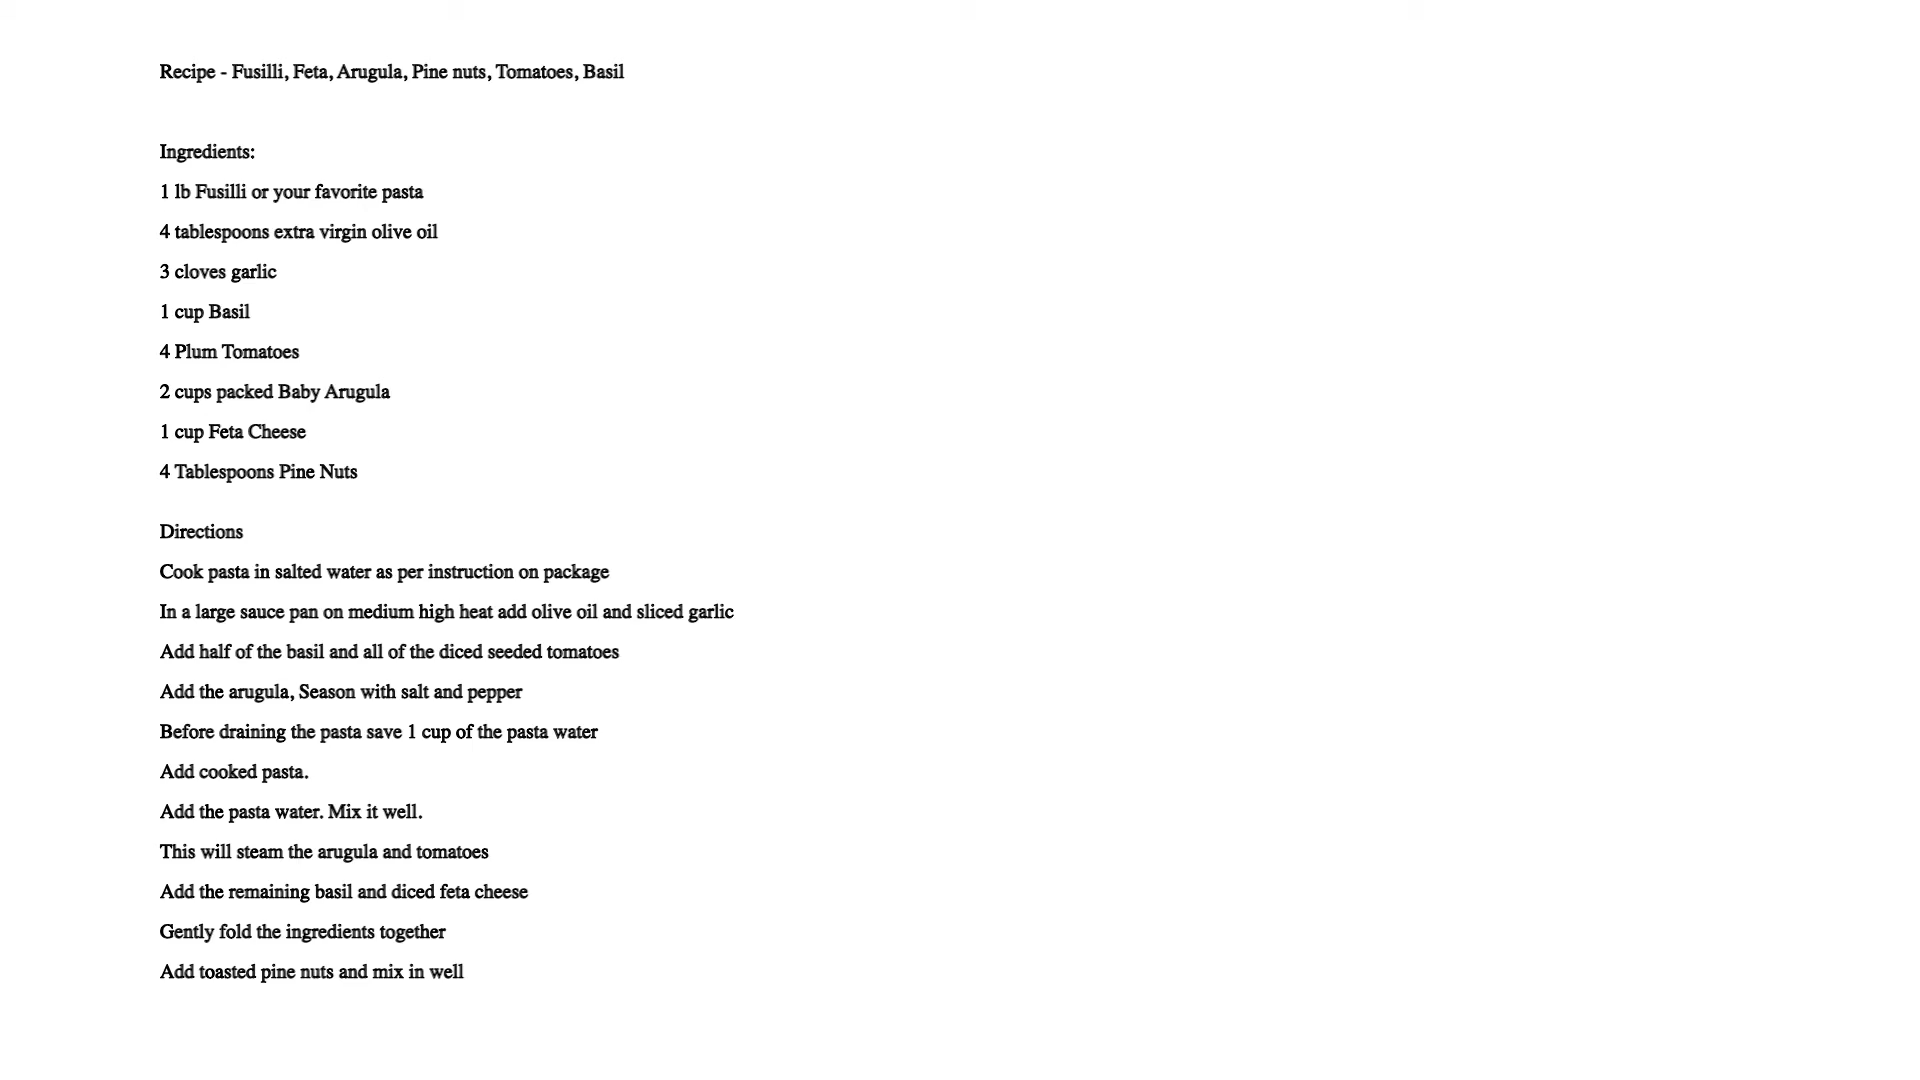 Recipe - Fusilli, Feta, Arugula, Pine nuts, Tomatoes, Basil
Ingredients:
1 lb Fusilli or your favorite pasta
4 tablespoons extra virgin olive oil
3 cloves garlic
1 cup Basil
4 Plum Tomatoes
2 cups packed Baby Arugula
1 cup Feta Cheese
4 Tablespoons Pine Nuts
Directions
Cook pasta in salted water as per instruction on package
In a large sauce pan on medium high heat add olive oil and sliced garlic
Add half of the basil and all of the diced seeded tomatoes
Add the arugula, Season with salt and pepper
Before draining the pasta save 1 cup of the pasta water
Add cooked pasta.
Add the pasta water. Mix it well.
This will steam the arugula and tomatoes
Add the remaining basil and diced feta cheese
Gently fold the ingredients together
Add toasted pine nuts and mix in well